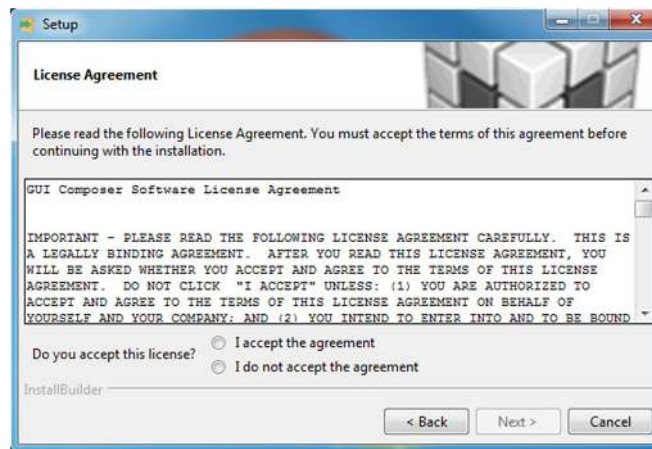 Setup
License Agreement
Please read the following License Agreement. You must accept the terms of this agreement before
continuing with the installation.
GUI Composer Software License Agreement
IMPORTANT - PLEASE READ THE FOLLOWING LICENSE AGREEMENT CAREFULLY.  THIS IS
A LEGALLY BINDING AGREEMENT.  AFTER YOU READ THIS LICENSE AGREEMENT, YOU
WILL BE ASKED WHETHER YOU ACCEPT AND AGREE TO THE TERMS OF THIS LICENSE
AGREEMENT.  DO NOT CLICK  "I ACCEPT" UNLESS: (1) YOU ARE AUTHORIZED TO
ACCEPT AND AGREE TO THE TERMS OF THIS LICENSE AGREEMENT ON BEHALF OF
YOURSELF AND YOUR COMPANY; AND (2) YOU INTEND TO ENTER INTO AND TO BE BOUND
Do you accept this license?
I accept the agreement
I do not accept the agreement
InstallBuilder
< Back Next > Cancel